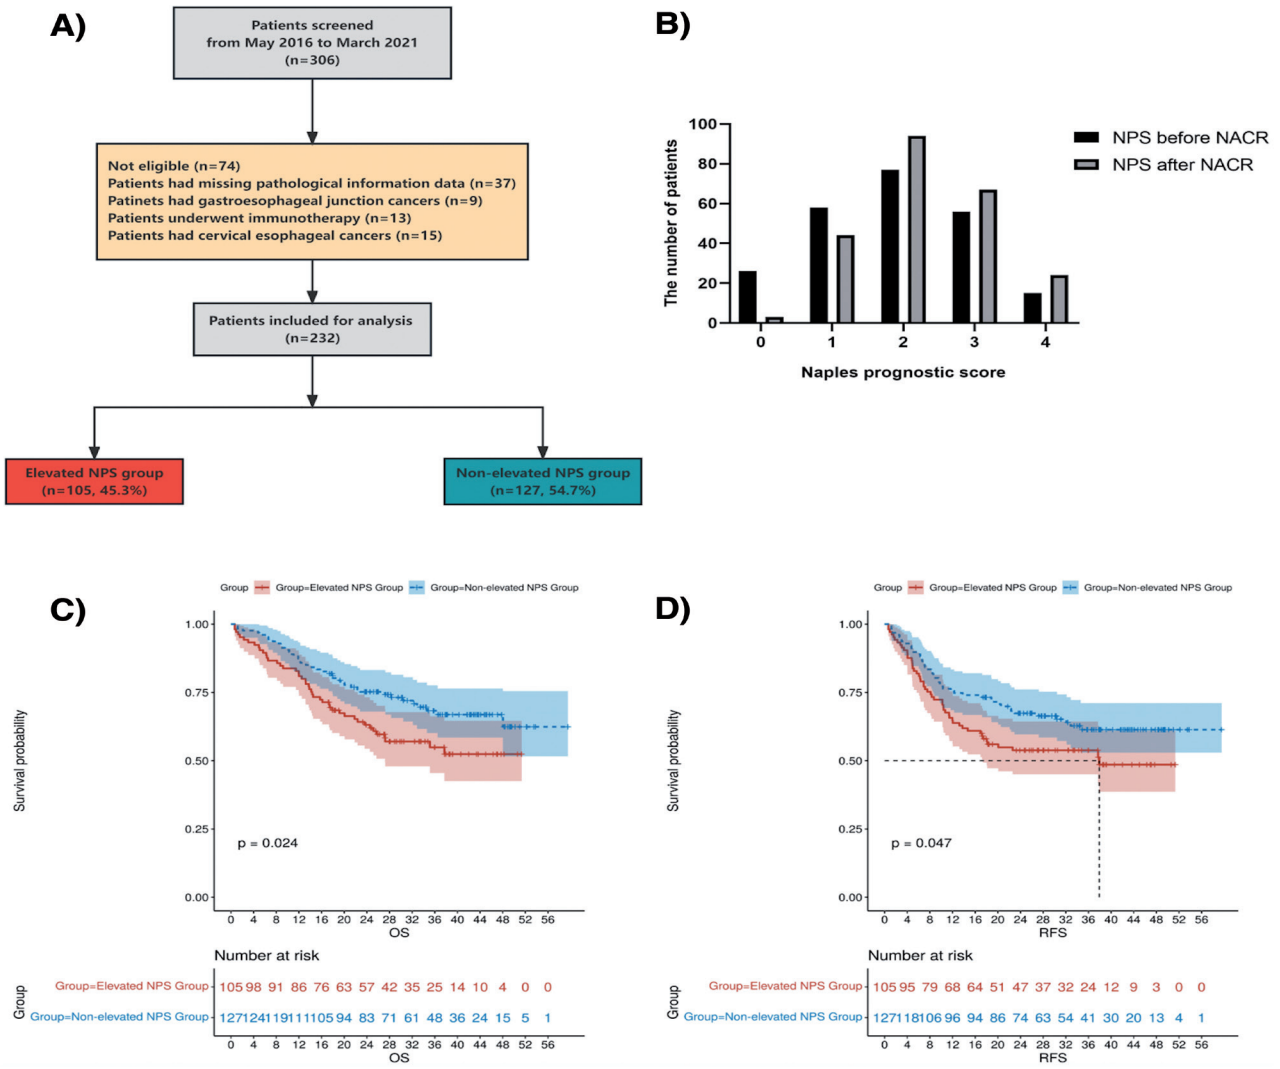 A)
Patients screened
from May 2016 to March 2021
(n=306)
Not eligible (n=74)
Patients had missing pathological information data (n=37)
Patinets had gastroesophageal junction cancers (n=9)
Patients underwent immunotherapy (n=13)
Patients had cervical esophageal cancers (n=15)
Patients included for analysis
(n=232)
Elevated NPS group
(n=105, 45.3%)
Non-elevated NPS group
(n=127, 54.7%)
B)
The number of patients
100
80
60
40
20
0
0 1 2 3 4
Naples prognostic score
NPS before NACR
NPS after NACR
C)
Group Group=Elevated NPS Group Group=Non-elevated NPS Group
Survival probability
1.00
0.75
0.50
0.25
0.00
p = 0.024
0 4 8 12 16 20 24 28 32 36 40 44 48 52 56
OS
Number at risk
Group
Group=Elevated NPS Group 105 98 91 86 76 63 57 42 35 25 14 10 4 0 0
Group=Non-elevated NPS Group 127 124 119 111 105 94 83 71 61 48 36 24 15 5 1
0 4 8 12 16 20 24 28 32 36 40 44 48 52 56
OS
D)
Group Group=Elevated NPS Group Group=Non-elevated NPS Group
Survival probability
1.00
0.75
0.50
0.25
0.00
p = 0.047
0 4 8 12 16 20 24 28 32 36 40 44 48 52 56
RFS
Number at risk
Group
Group=Elevated NPS Group 105 95 79 68 64 51 47 37 32 24 12 9 3 0 0
Group=Non-elevated NPS Group 127 118 106 96 94 86 74 63 54 41 30 20 13 4 1
0 4 8 12 16 20 24 28 32 36 40 44 48 52 56
RFS